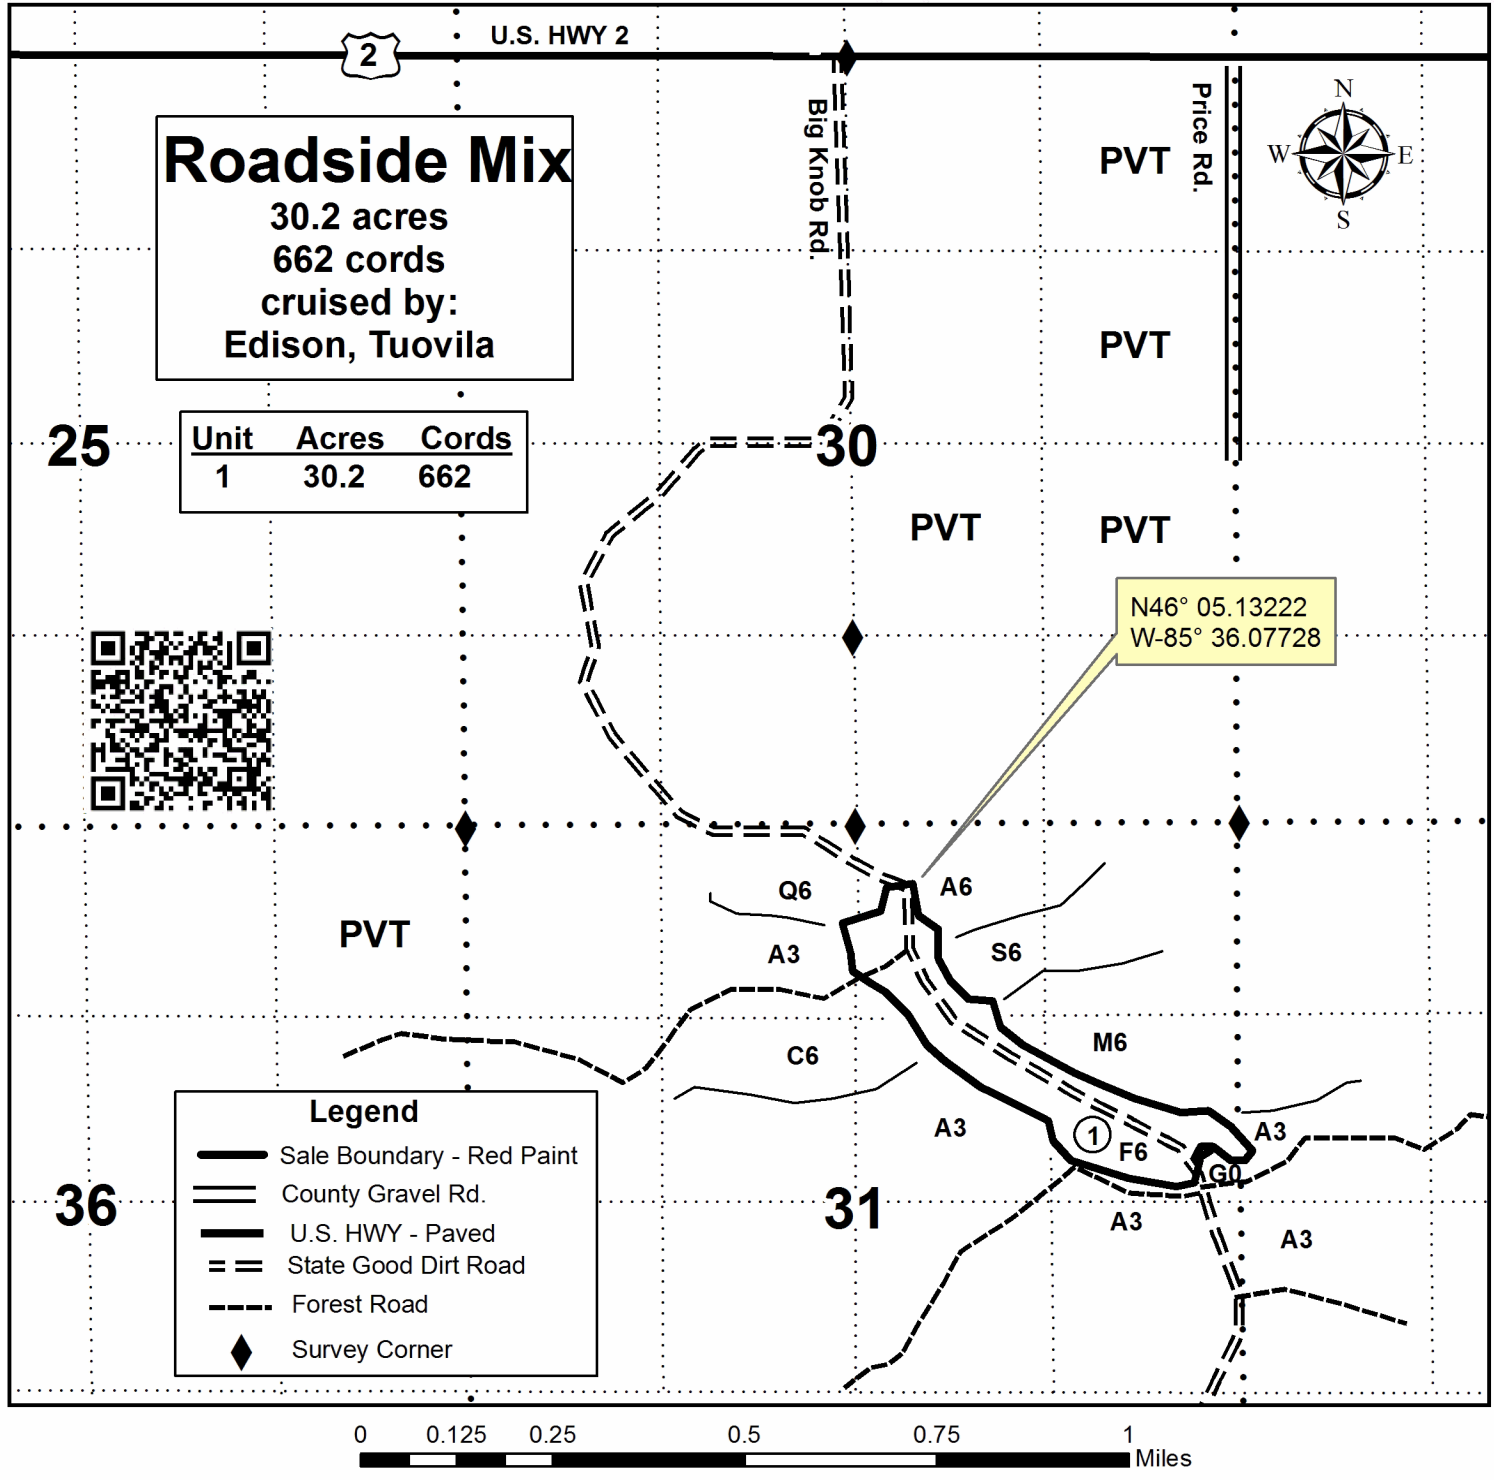 U.S. HWY 2
2
Big Knob Rd.
Price Rd.
N
W E
S
PVT
Roadside Mix
30.2 acres
662 cords
cruised by:
Edison, Tuovila
PVT
25
Unit Acres Cords
1 30.2 662
30
PVT PVT
N46° 05.13222
W-85° 36.07728
Q6
A6
PVT
A3
S6
C6
M6
A3
1
F6
A3
G0
36
31
A3
A3
Legend
Sale Boundary - Red Paint
County Gravel Rd.
U.S. HWY - Paved
State Good Dirt Road
Forest Road
Survey Corner
0 0.125 0.25 0.5 0.75 1
Miles